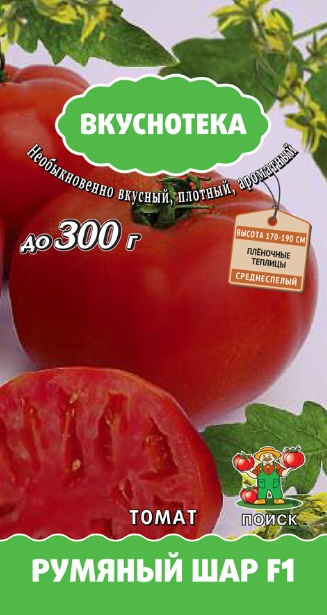 ВКУСНОТЕКА
Необыкновенно вкусный, плотный, ароматный
до 300 г
ВЫСОТА 170-190 СМ
ПЛЁНОЧНЫЕ
ТЕПЛИЦЫ
СРЕДНЕСПЕЛЫЙ
ПОИСК
ТОМАТ
РУМЯНЫЙ ШАР F1